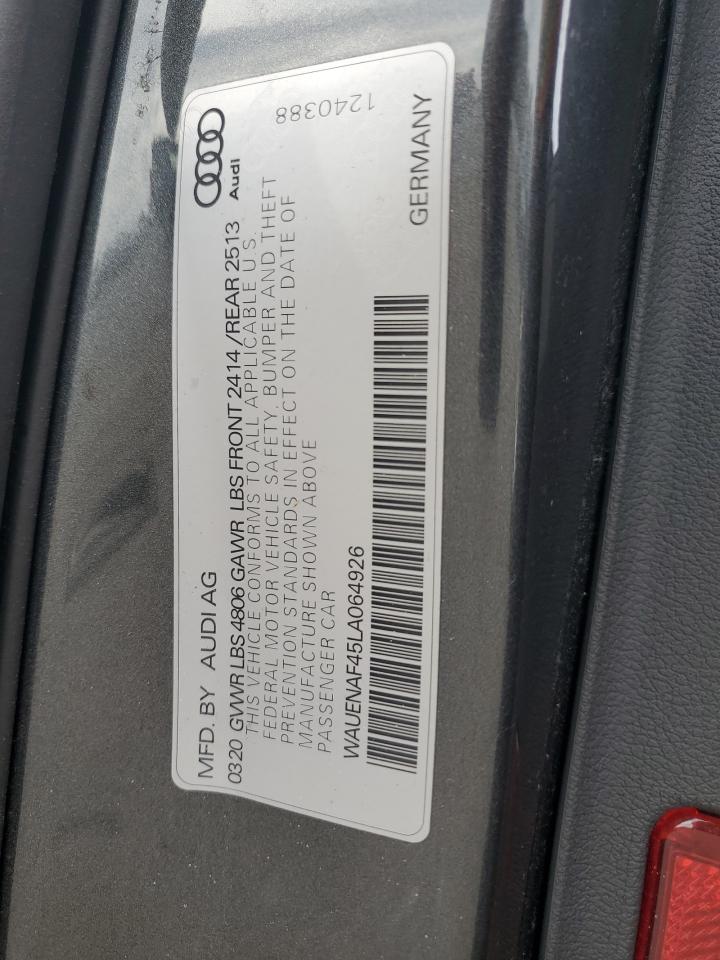 MFD. BY AUDI AG
Audi
0320 GVWR LBS 4806 GAWR LBS FRONT 2414 /REAR 2513
THIS VEHICLE CONFORMS TO ALL APPLICABLE U.S.
FEDERAL MOTOR VEHICLE SAFETY, BUMPER AND THEFT
PREVENTION STANDARDS IN EFFECT ON THE DATE OF
MANUFACTURE SHOWN ABOVE
PASSENGER CAR
WAUENAF45LA064926
GERMANY
1240388